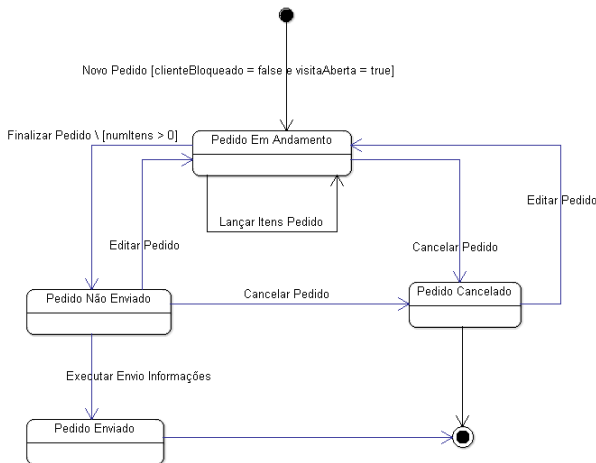 Novo Pedido [clienteBloqueado = false e visitaAberta = true]
Finalizar Pedido \ [numItens > 0]
Pedido Em Andamento
Editar Pedido
Lançar Itens Pedido
Editar Pedido
Cancelar Pedido
Pedido Não Enviado
Cancelar Pedido
Pedido Cancelado
Executar Envio Informações
Pedido Enviado